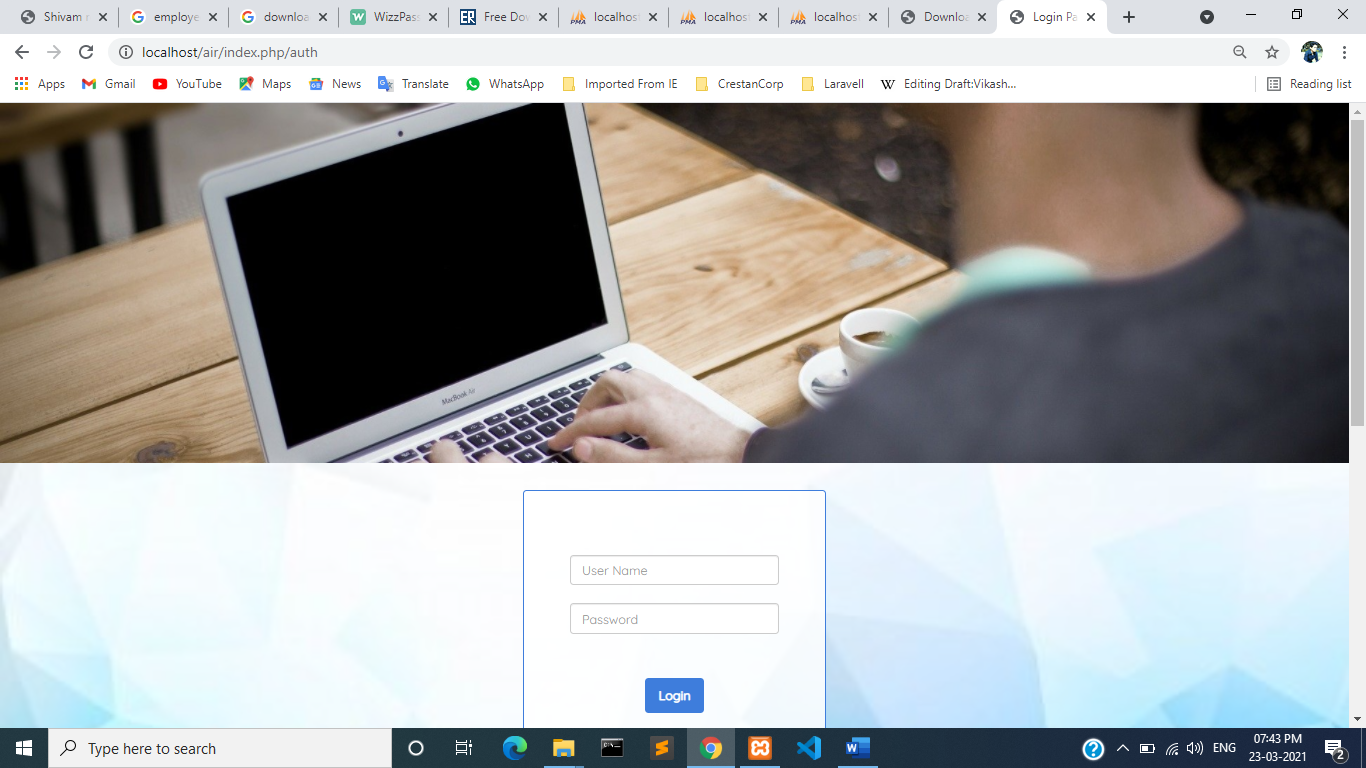 Shivam r
employe
downloa
WizzPas
Free Dov
localhost
localhost
localhost
Downloa
Login Pa
localhost/air/index.php/auth
Apps
Gmail
YouTube
Maps
News
Translate
WhatsApp
Imported From IE
CrestanCorp
Laravell
Editing Draft:Vikash...
Reading list
MacBook Air
User Name
Password
Login
Type here to search
ENG
07:43 PM
23-03-2021
2